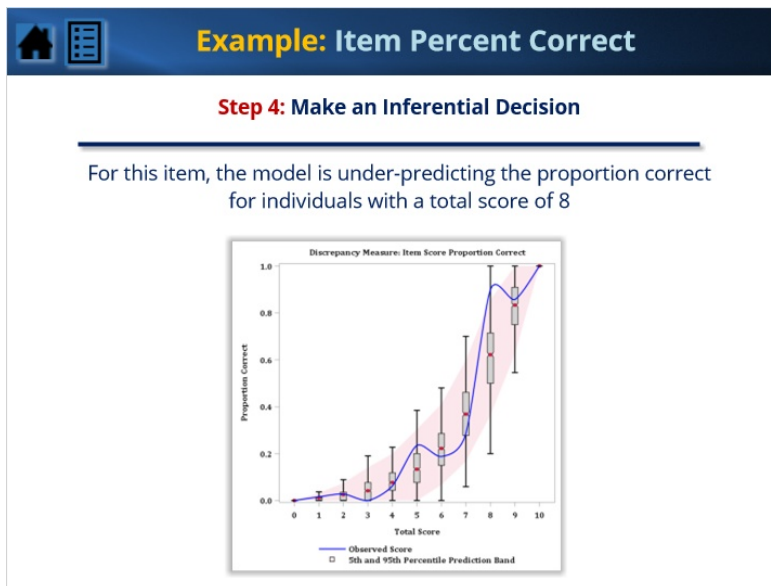 Example: Item Percent Correct
Step 4: Make an Inferential Decision
For this item, the model is under-predicting the proportion correct
for individuals with a total score of 8
Discrepancy Measure: Item Score Proportion Correct
1.0
0.8
0.6
0.4
0.2
0.0
Proportion Correct
0 1 2 3 4 5 6 7 8 9 10
Total Score
Observed Score
5th and 95th Percentile Prediction Band